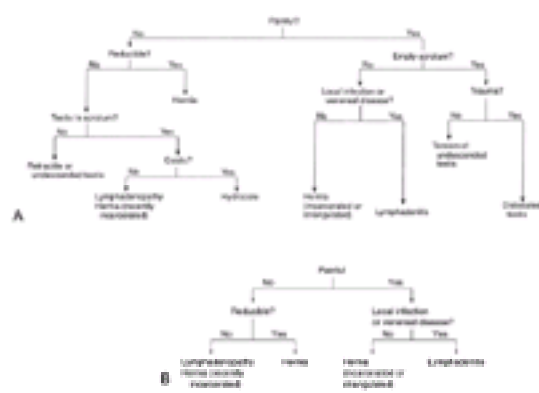 Painful?
No
Yes
Reducible?
Empty scrotum?
No
Yes
No
Yes
Hernia
Local infection or
venereal disease?
Trauma?
Testis in scrotum?
No
Yes
No
Yes
No
Yes
Retractile or
undescended testis
Cystic?
Torsion of
undescended
testis
No
Yes
Lymphadenopathy
Hernia (recently
incarcerated)
Hydrocele
Hernia
(incarcerated or
strangulated)
Lymphadenitis
Dislocated
testis
A
Painful
No
Yes
Reducible?
Local infection
or venereal disease?
No
Yes
No
Yes
Lymphadenopathy
Hernia (recently
incarcerated)
Hernia
Hernia
(incarcerated or
strangulated)
Lymphadenitis
B